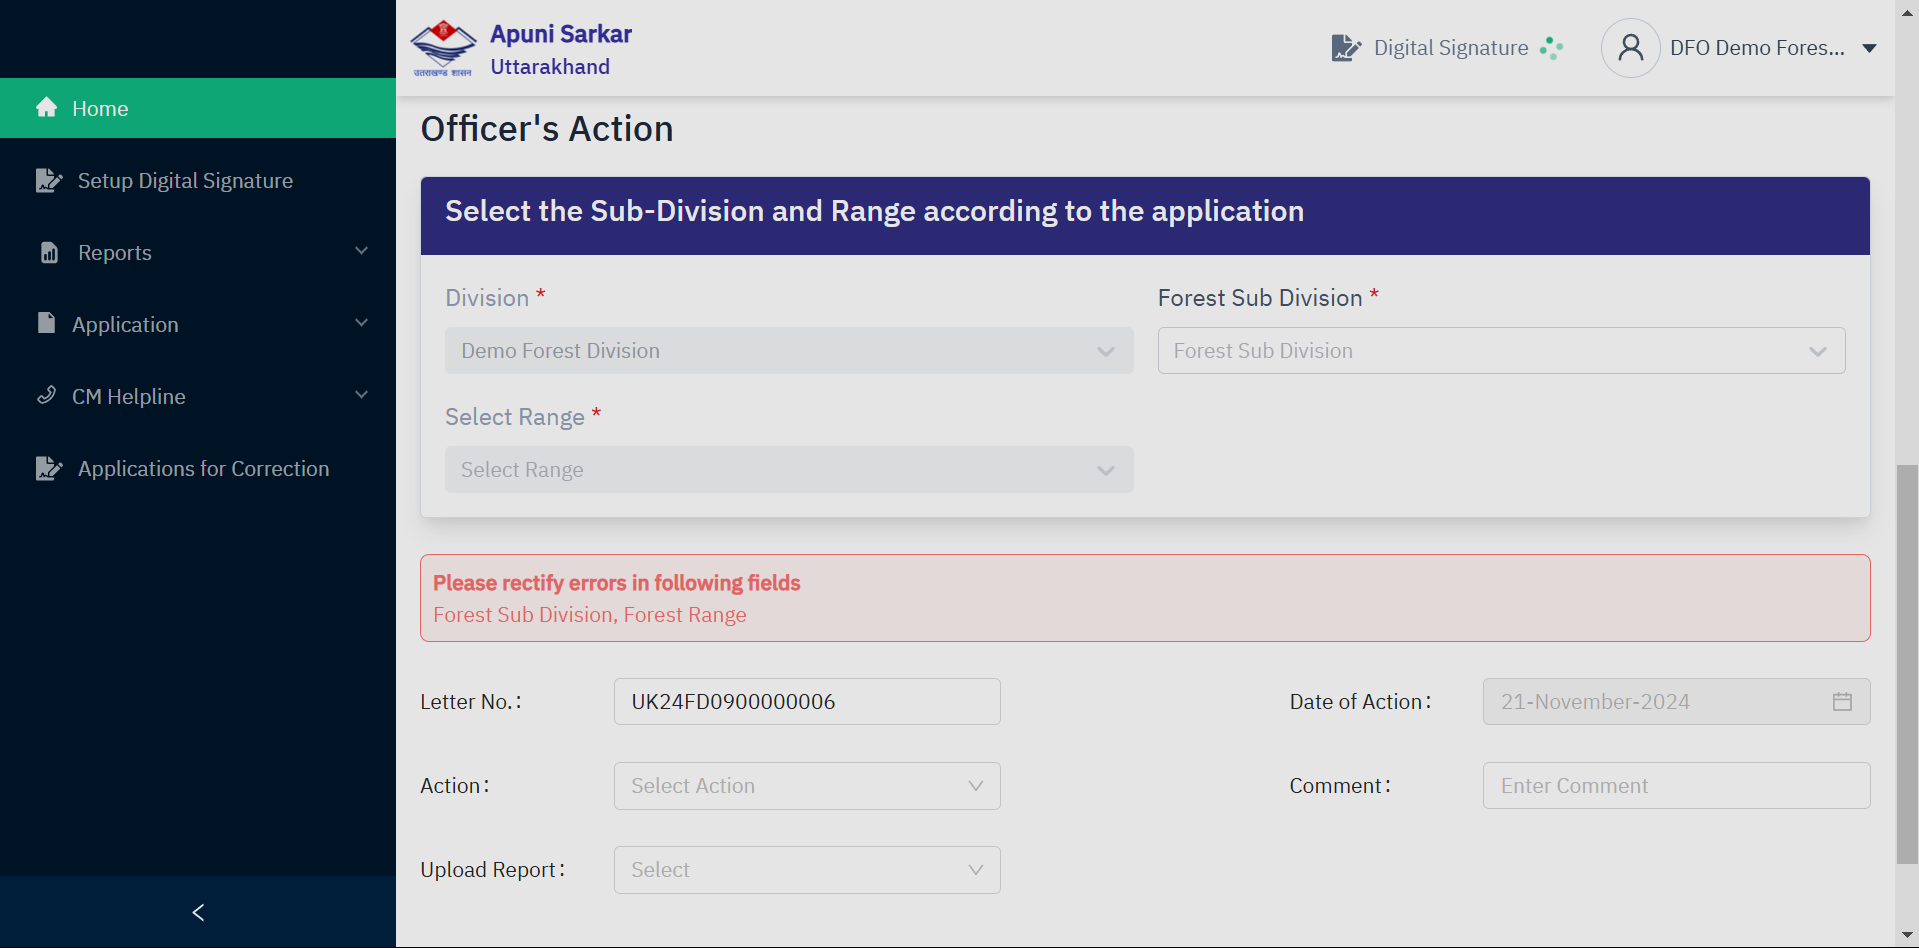 उत्तराखण्ड शासन
Apuni Sarkar
Uttarakhand
Digital Signature
DFO Demo Fores...
Home
Setup Digital Signature
Reports
Application
CM Helpline
Applications for Correction
Officer's Action
Select the Sub-Division and Range according to the application
Division *
Forest Sub Division *
Demo Forest Division
Forest Sub Division
Select Range *
Select Range
Please rectify errors in following fields
Forest Sub Division, Forest Range
Letter No. :
UK24FD0900000006
Date of Action :
21-November-2024
Action :
Select Action
Comment :
Enter Comment
Upload Report :
Select